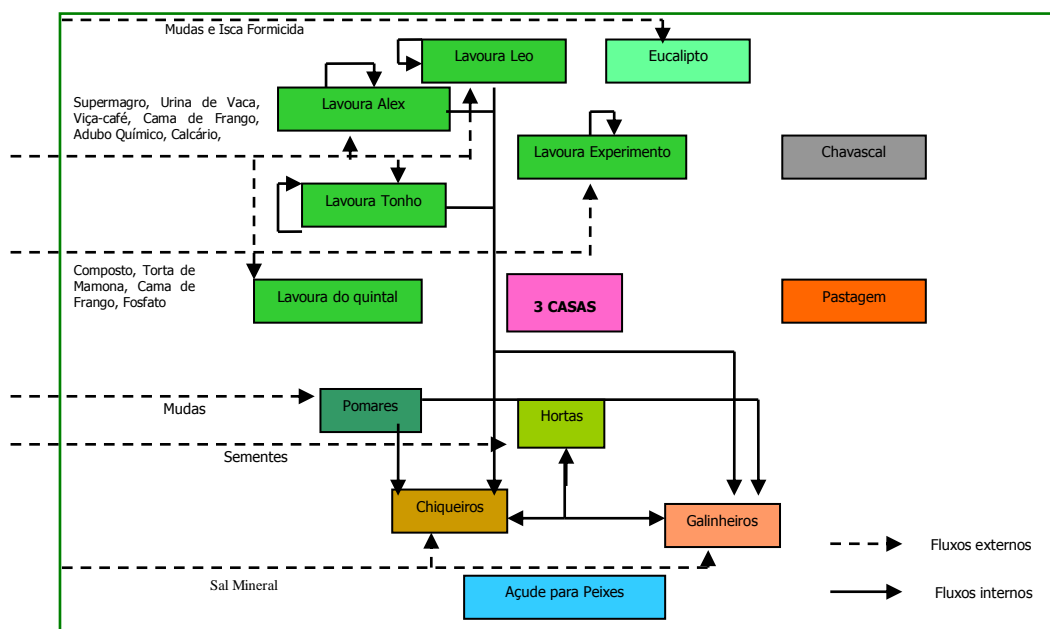 Mudas e Isca Formicida
Lavoura Leo
Eucalipto
Lavoura Alex
Supermagro, Urina de Vaca,
Viça-café, Cama de Frango,
Adubo Químico, Calcário,
Lavoura Experimento
Chavascal
Lavoura Tonho
Composto, Torta de
Mamona, Cama de
Frango, Fosfato
Lavoura do quintal
3 CASAS
Pastagem
Mudas
Pomares
Hortas
Sementes
Chiqueiros
Galinheiros
Fluxos externos
Sal Mineral
Açude para Peixes
Fluxos internos